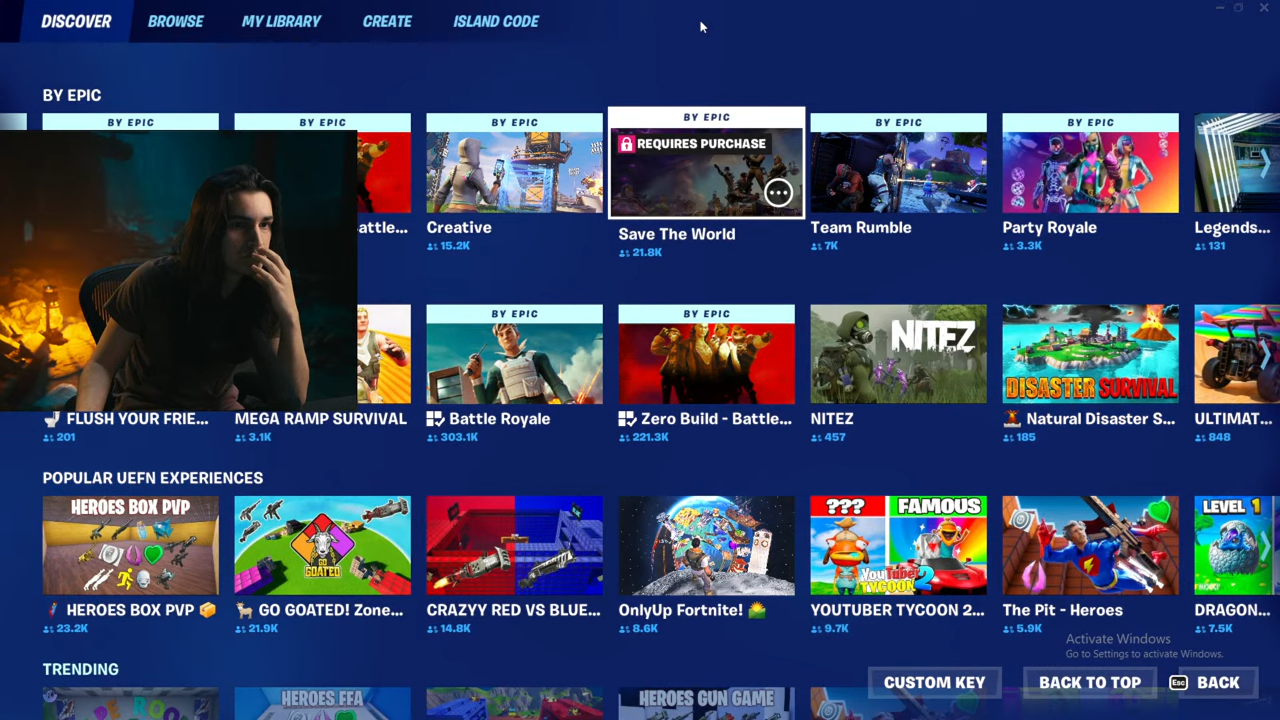 DISCOVER
BROWSE
MY LIBRARY
CREATE
ISLAND CODE
BY EPIC
BY EPIC
BY EPIC
BY EPIC
BY EPIC
BY EPIC
BY EPIC
REQUIRES PURCHASE
attle...
Creative
Save The World
Team Rumble
Party Royale
Legends...
15.2K
21.8K
7K
3.3K
131
BY EPIC
BY EPIC
NITEZ
DISASTER SURVIVAL
🚽 FLUSH YOUR FRIE...
MEGA RAMP SURVIVAL
Battle Royale
Zero Build - Battle...
NITEZ
Natural Disaster S...
ULTIMAT...
201
3.1K
303.1K
221.3K
457
185
848
POPULAR UEFN EXPERIENCES
HEROES BOX PVP
GO GOATED
???
FAMOUS
YouTuber TYCOON 2
LEVEL 1
HEROES BOX PVP 📦
🐐 GO GOATED! Zone...
CRAZYY RED VS BLUE...
OnlyUp Fortnite!
YOUTUBER TYCOON 2...
The Pit - Heroes
DRAGON...
23.2K
21.9K
14.8K
8.6K
9.7K
5.9K
7.5K
Activate Windows
Go to Settings to activate Windows.
TRENDING
CUSTOM KEY
BACK TO TOP
Esc BACK
HEROES FFA
HEROES GUN GAME